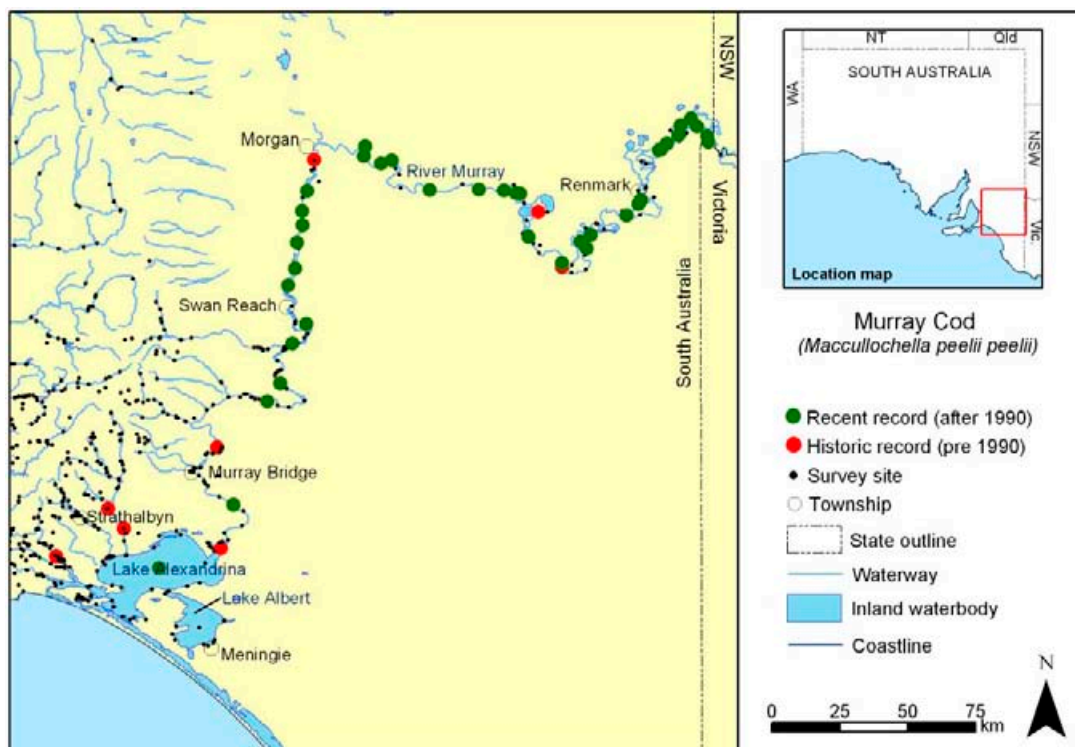 NSW
Victoria
South Australia
Morgan
River Murray
Renmark
Swan Reach
Murray Bridge
Strathalbyn
Lake Alexandrina
Lake Albert
Meningie
NT
Qld
SOUTH AUSTRALIA
WA
NSW
Vic.
Location map
Murray Cod
(Maccullochella peelii peelii)
Recent record (after 1990)
Historic record (pre 1990)
Survey site
Township
State outline
Waterway
Inland waterbody
Coastline
N
0 25 50 75
km